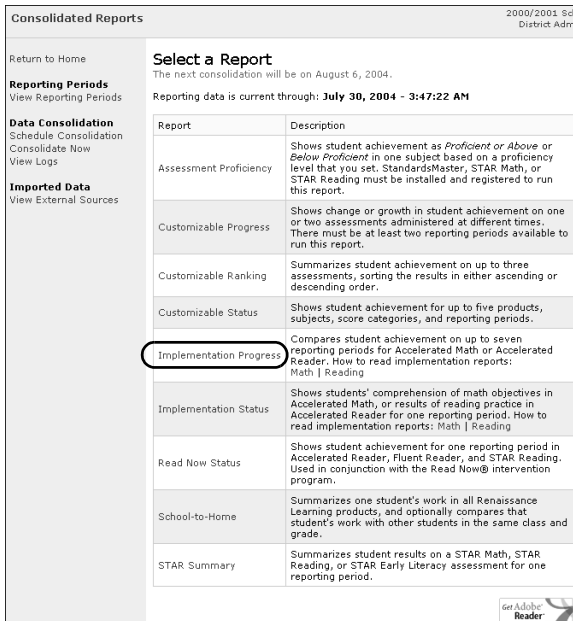 Consolidated Reports
2000/2001 Sc
District Adm
Return to Home
Reporting Periods
View Reporting Periods
Data Consolidation
Schedule Consolidation
Consolidate Now
View Logs
Imported Data
View External Sources
Select a Report
The next consolidation will be on August 6, 2004.
Reporting data is current through: July 30, 2004 - 3:47:22 AM
Report
Description
Assessment Proficiency
Shows student achievement as Proficient or Above or
Below Proficient in one subject based on a proficiency
level that you set. StandardsMaster, STAR Math, or
STAR Reading must be installed and registered to run
this report.
Customizable Progress
Shows change or growth in student achievement on one
or two assessments administered at different times.
There must be at least two reporting periods available to
run this report.
Customizable Ranking
Summarizes student achievement on up to three
assessments, sorting the results in either ascending or
descending order.
Customizable Status
Shows student achievement for up to five products,
subjects, score categories, and reporting periods.
Implementation Progress
Compares student achievement on up to seven
reporting periods for Accelerated Math or Accelerated
Reader. How to read implementation reports:
Math | Reading
Implementation Status
Shows students' comprehension of math objectives in
Accelerated Math, or results of reading practice in
Accelerated Reader for one reporting period. How to
read implementation reports: Math | Reading
Read Now Status
Shows student achievement for one reporting period in
Accelerated Reader, Fluent Reader, and STAR Reading.
Used in conjunction with the Read Now® intervention
program.
School-to-Home
Summarizes one student's work in all Renaissance
Learning products, and optionally compares that
student's work with other students in the same class and
grade.
STAR Summary
Summarizes student results on a STAR Math, STAR
Reading, or STAR Early Literacy assessment for one
reporting period.
Get Adobe®
Reader®